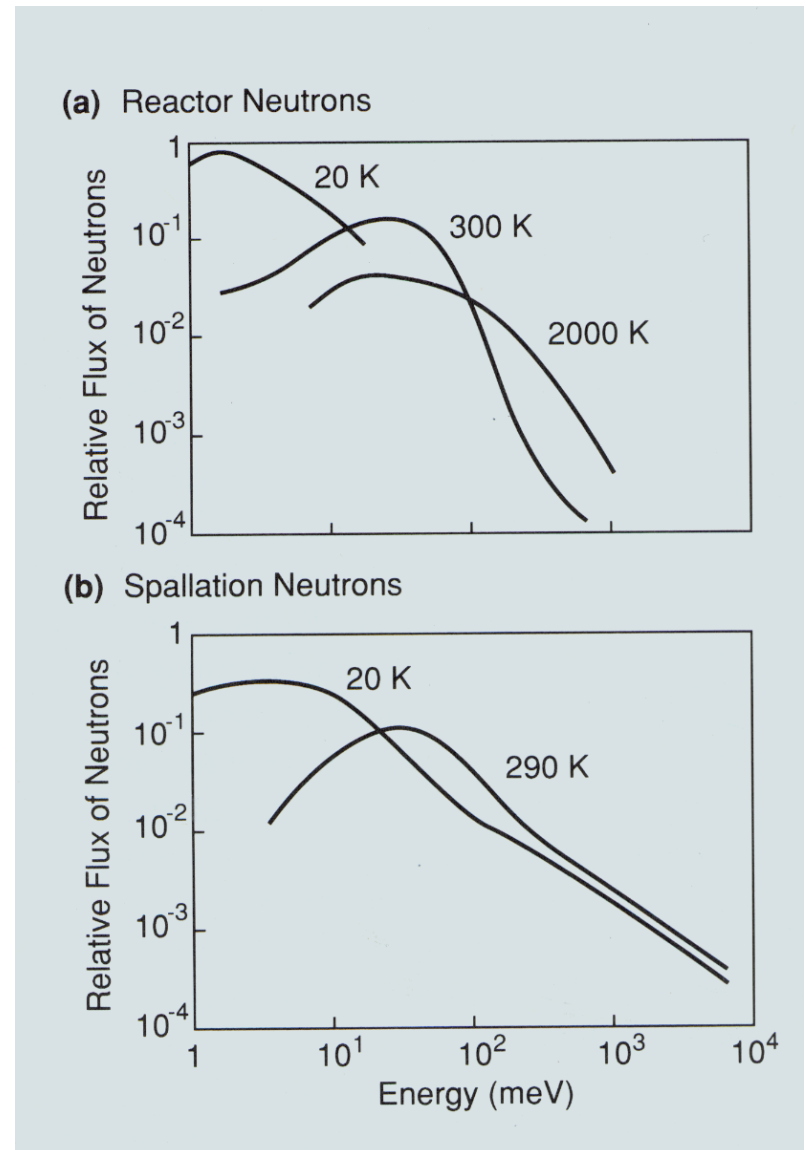 (a) Reactor Neutrons
1
10⁻¹
10⁻²
10⁻³
10⁻⁴
Relative Flux of Neutrons
20 K
300 K
2000 K
(b) Spallation Neutrons
1
10⁻¹
10⁻²
10⁻³
10⁻⁴
Relative Flux of Neutrons
20 K
290 K
1 10¹ 10² 10³ 10⁴
Energy (meV)